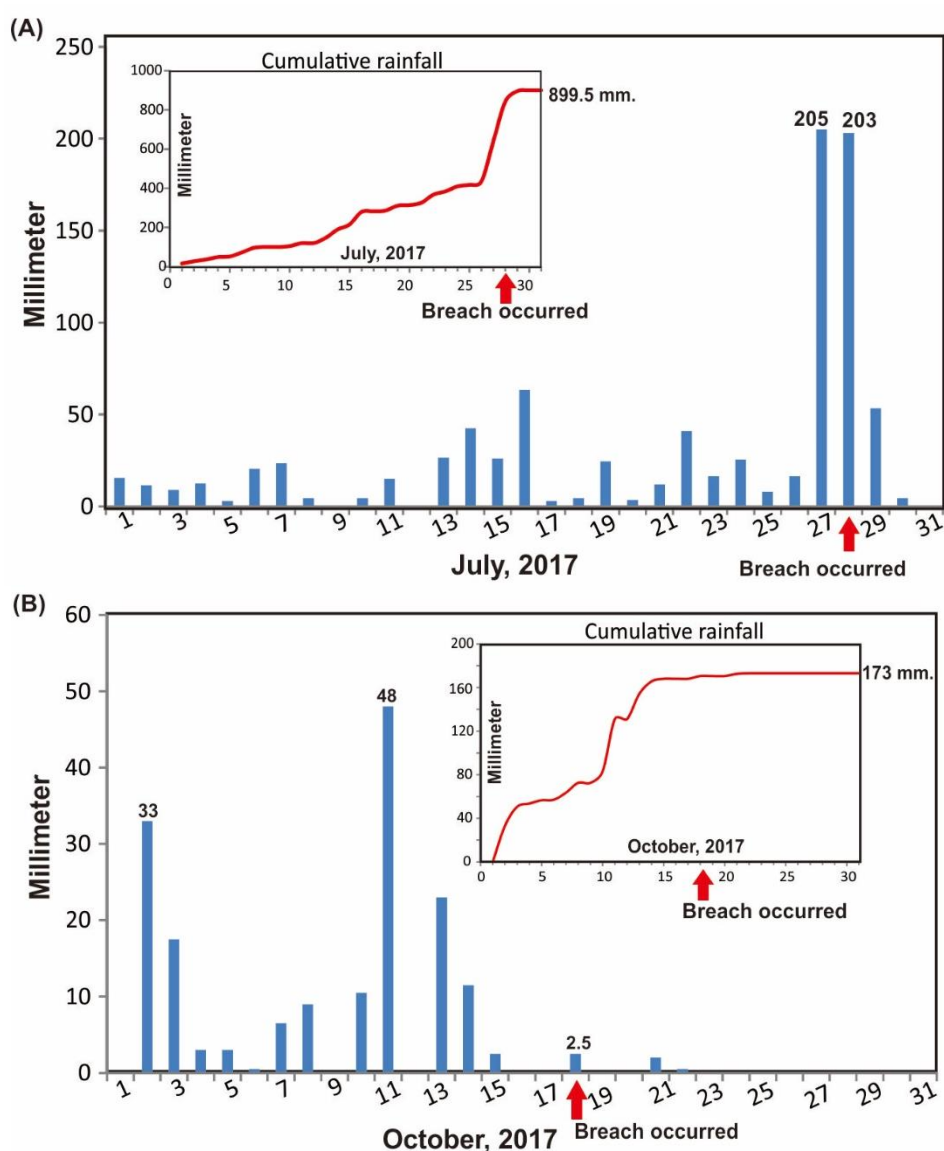 (A)
250
200
150
100
50
0
Millimeter
Cumulative rainfall
1000
800
600
400
200
0
Millimeter
899.5 mm.
July, 2017
0 5 10 15 20 25 30
Breach occurred
205 203
1 3 5 7 9 11 13 15 17 19 21 23 25 27 29 31
July, 2017
Breach occurred
(B)
60
50
40
30
20
10
0
Millimeter
33
48
2.5
Cumulative rainfall
200
160
120
80
40
0
Millimeter
173 mm.
October, 2017
0 5 10 15 20 25 30
Breach occurred
1 3 5 7 9 11 13 15 17 19 21 23 25 27 29 31
October, 2017
Breach occurred